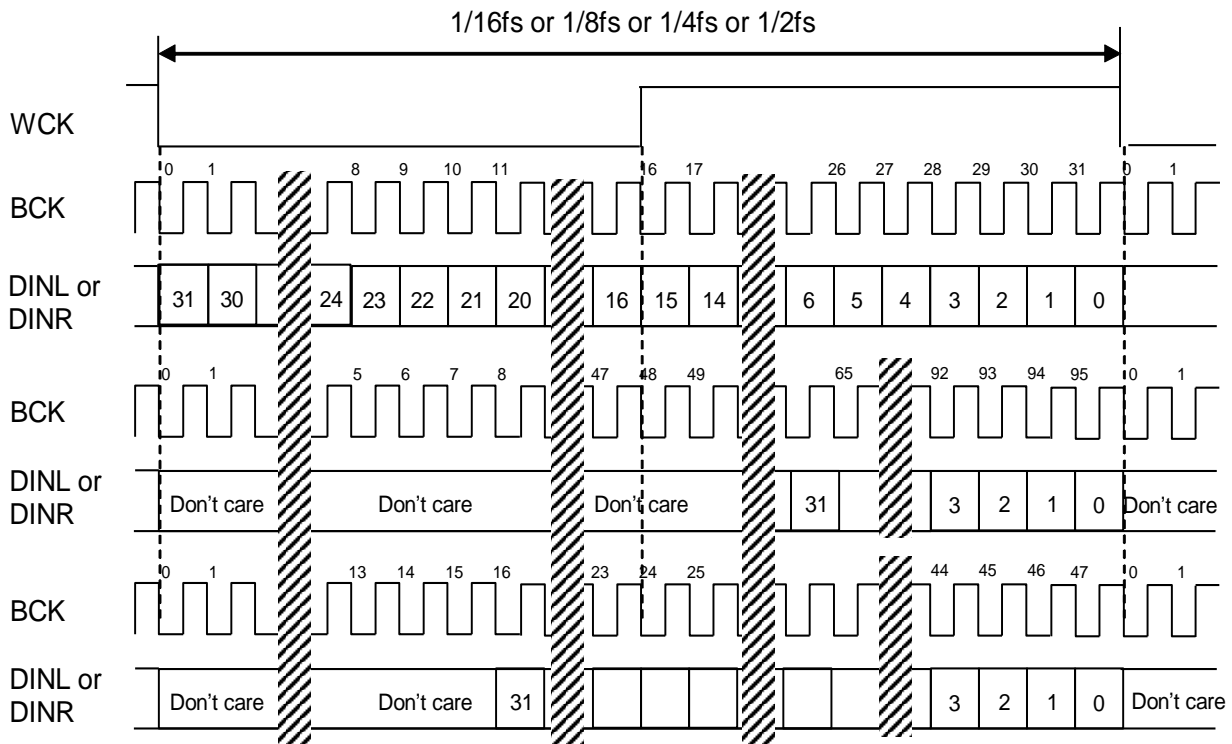 1/16fs or 1/8fs or 1/4fs or 1/2fs
WCK
0 1 8 9 10 11 16 17 26 27 28 29 30 31 0 1
BCK
DINL or
DINR
31 30 24 23 22 21 20 16 15 14 6 5 4 3 2 1 0
0 1 5 6 7 8 47 48 49 65 92 93 94 95 0 1
BCK
DINL or
DINR
Don't care Don't care Don't care 31 3 2 1 0 Don't care
0 1 13 14 15 16 23 24 25 44 45 46 47 0 1
BCK
DINL or
DINR
Don't care Don't care 31 3 2 1 0 Don't care